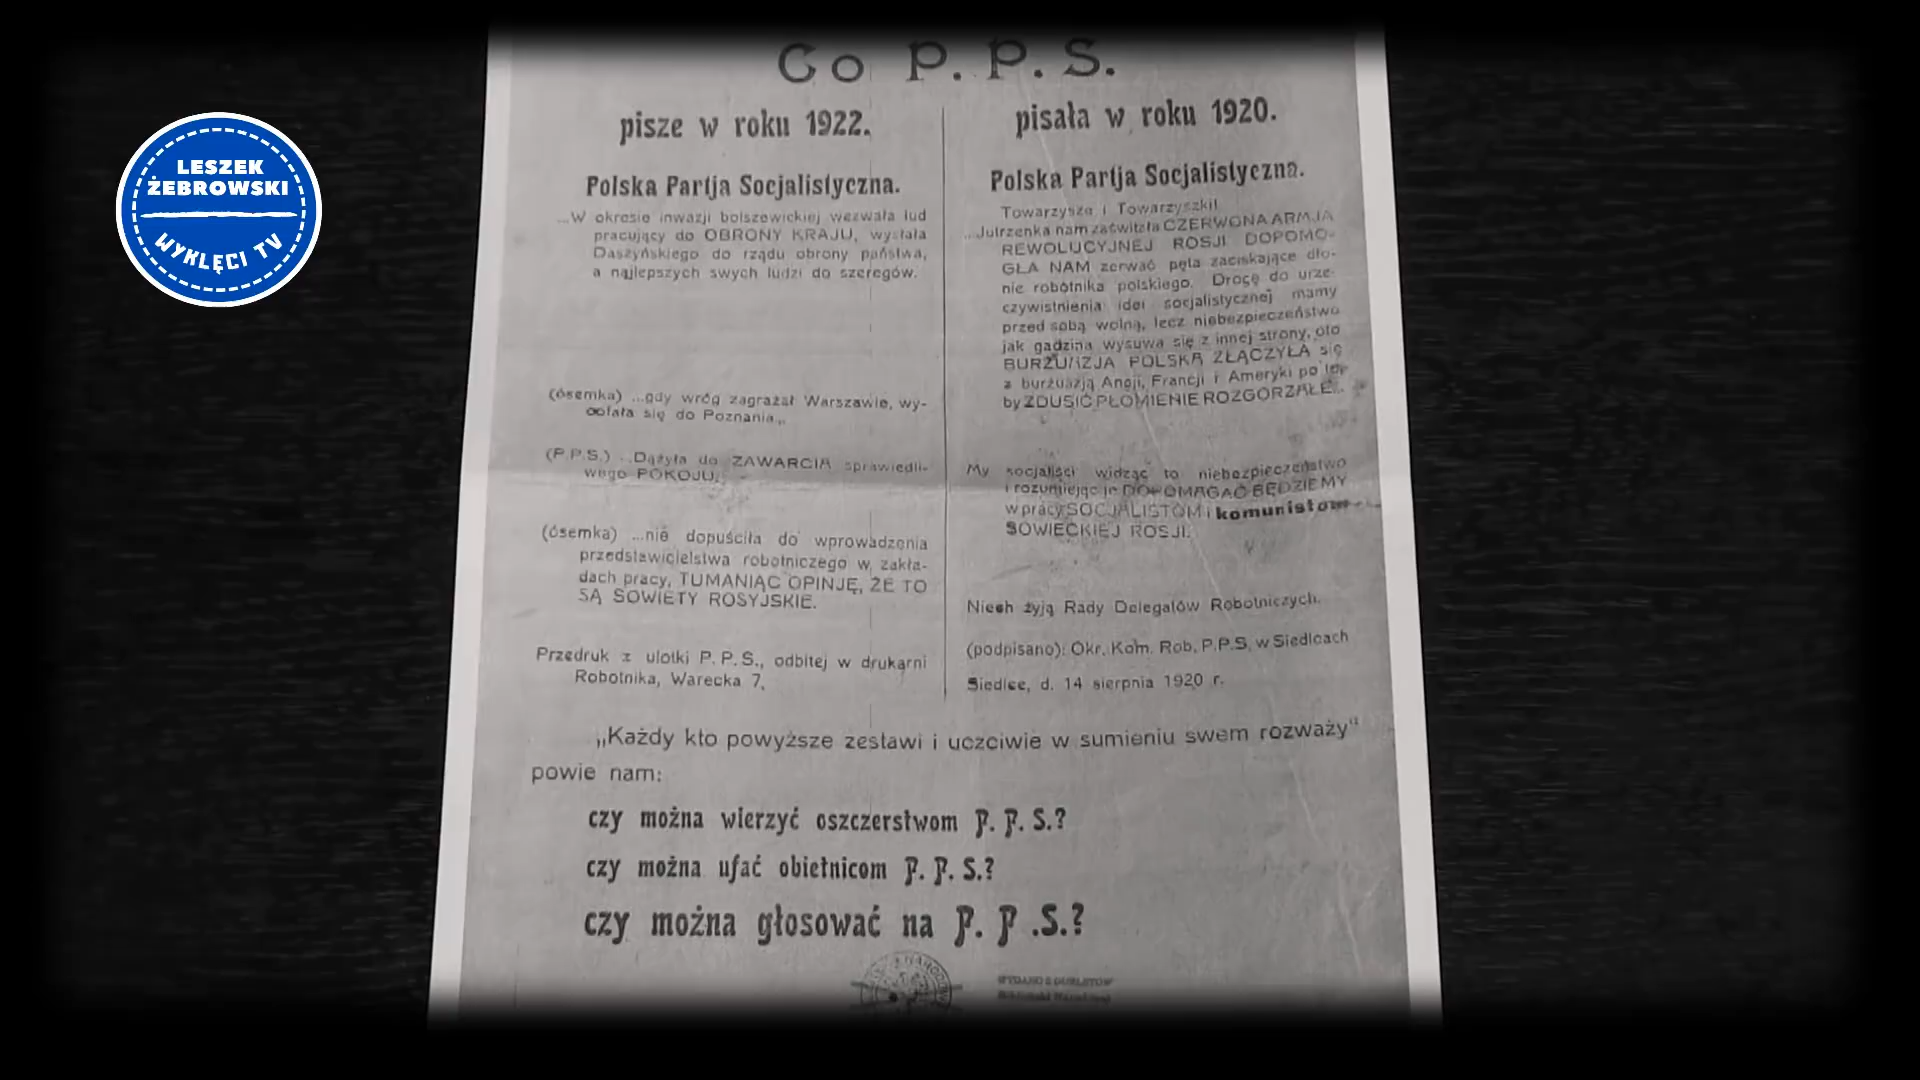 LESZEK
ŻEBROWSKI
WYKLĘCI TV
Co P. P. S.
pisze w roku 1922.
Polska Partja Socjalistyczna.
...W okresie inwazji bolszewickiej wezwała lud
pracujący do OBRONY KRAJU, wysłała
Daszyńskiego do rządu obrony państwa,
a najlepszych swych ludzi do szeregów.
(ósemka) ...gdy wróg zagrażał Warszawie, wy-
cofała się do Poznania...
(P.P.S.) ...Dążyła do ZAWARCIA sprawiedli-
wego POKOJU.
(ósemka) ...nie dopuściła do wprowadzenia
przedstawicielstwa robotniczego w zakła-
dach pracy, TUMANIĄC OPINJĘ, ŻE TO
SĄ SOWIETY ROSYJSKIE.
Przedruk z ulotki P. P. S., odbitej w drukarni
Robotnika, Warecka 7.
pisała w roku 1920.
Polska Partja Socjalistyczna.
Towarzysze i Towarzyszki!
...Jutrzenka nam zaświtała CZERWONA ARMJA
REWOLUCYJNEJ ROSJI DOPOMO-
GŁA NAM zerwać pęta zaciskające dło-
nie robotnika polskiego. Drogę do urze-
czywistnienia idei socjalistycznej mamy
przed sobą wolną, lecz niebezpieczeństwo
jak gadzina wysuwa się z innej strony, oto
BURŻUAZJA POLSKA ZŁĄCZYŁA się
z burżuazją Anglji, Francji i Ameryki po to,
by ZDUSIĆ PŁOMIENIE ROZGORZAŁE...
My socjaliści widząc to niebezpieczeństwo
i rozumiejąc je DOPOMAGAĆ BĘDZIEMY
w pracy SOCJALISTOM i komunistom
SOWIECKIEJ ROSJI.
Niech żyją Rady Delegatów Robotniczych.
(podpisano): Okr. Kom. Rob. P.P.S. w Siedlcach
Siedlce, d. 14 sierpnia 1920 r.
„Każdy kto powyższe zestawi i uczciwie w sumieniu swem rozważy"
powie nam:
czy można wierzyć oszczerstwom P. P. S.?
czy można ufać obietnicom P. P. S.?
czy można głosować na P. P .S.?